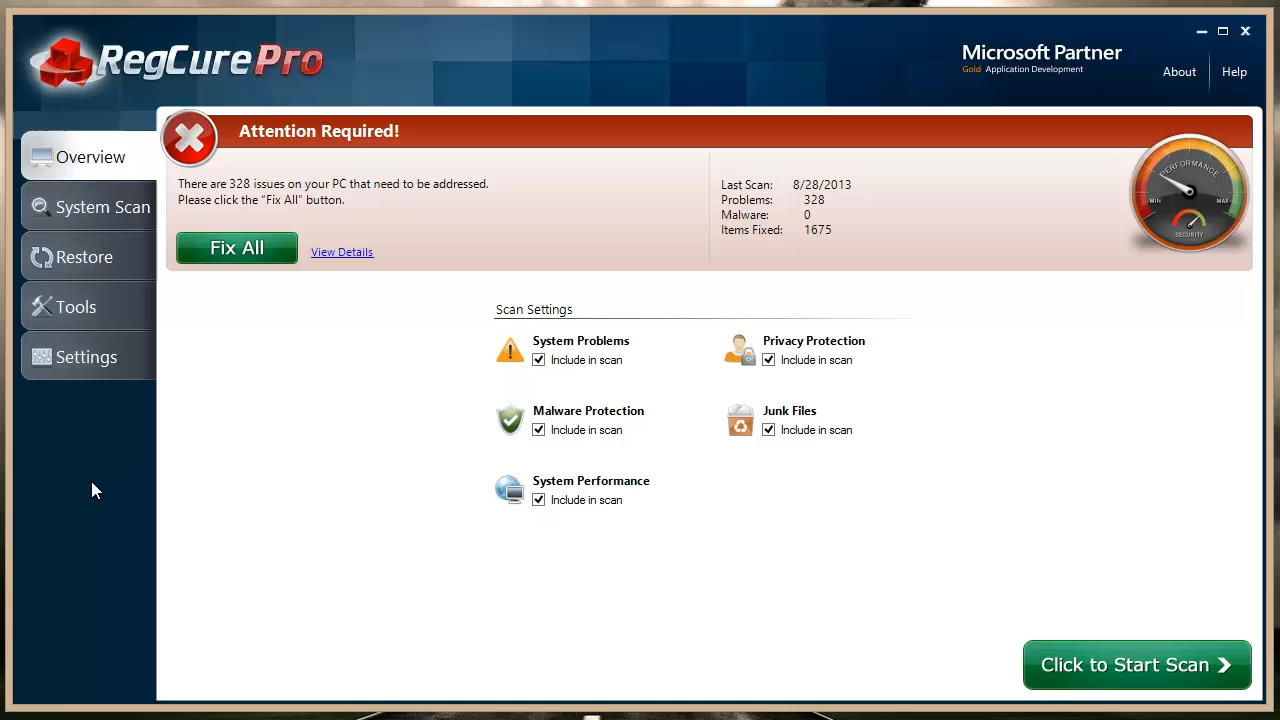 RegCure Pro
Microsoft Partner
Gold Application Development
About
Help
Overview
System Scan
Restore
Tools
Settings
Attention Required!
There are 328 issues on your PC that need to be addressed.
Please click the "Fix All" button.
Fix All
View Details
Last Scan: 8/28/2013
Problems: 328
Malware: 0
Items Fixed: 1675
PERFORMANCE
MIN
MAX
SECURITY
Scan Settings
System Problems
Include in scan
Privacy Protection
Include in scan
Malware Protection
Include in scan
Junk Files
Include in scan
System Performance
Include in scan
Click to Start Scan